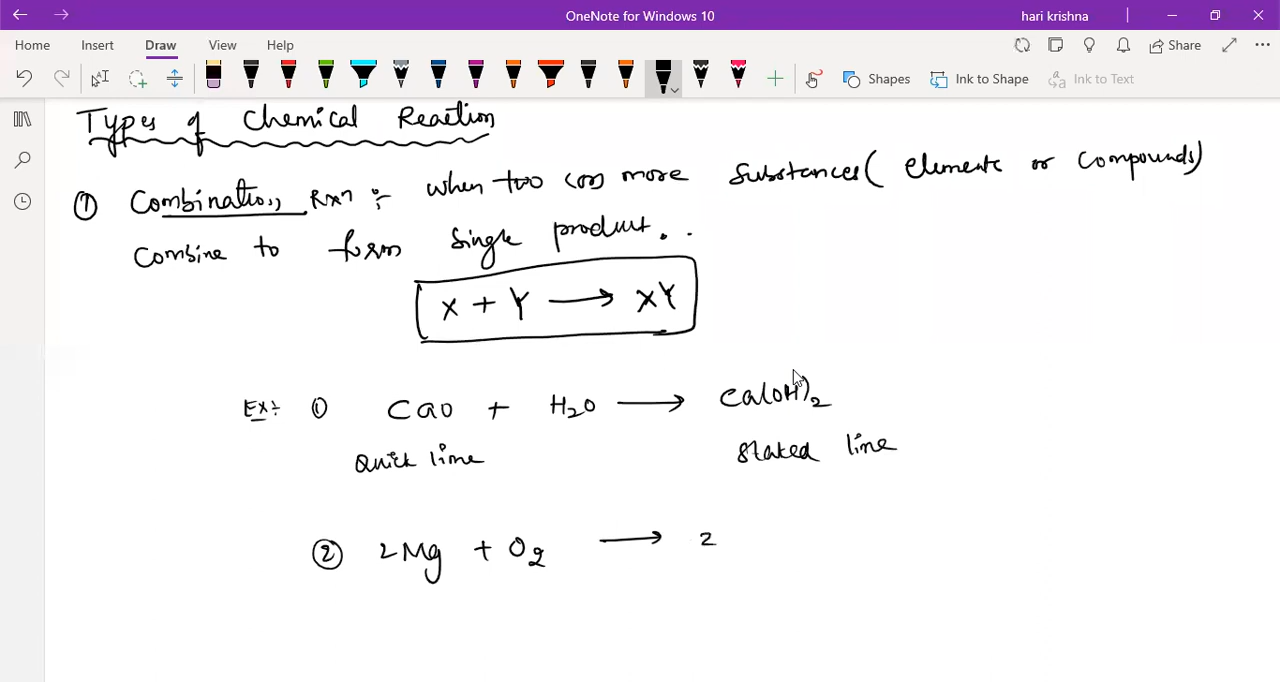 OneNote for Windows 10
hari krishna
Home Insert Draw View Help
Share
Shapes Ink to Shape Ink to Text
Types of Chemical Reaction
① Combination Rxn :- when two (or) more Substances ( elements or Compounds)
Combine to form Single product..
X + Y ⟶ XY
Ex:- ① CaO + H2O ⟶ Ca(OH)2
Quick lime Slaked lime
② 2Mg + O2 ⟶ 2